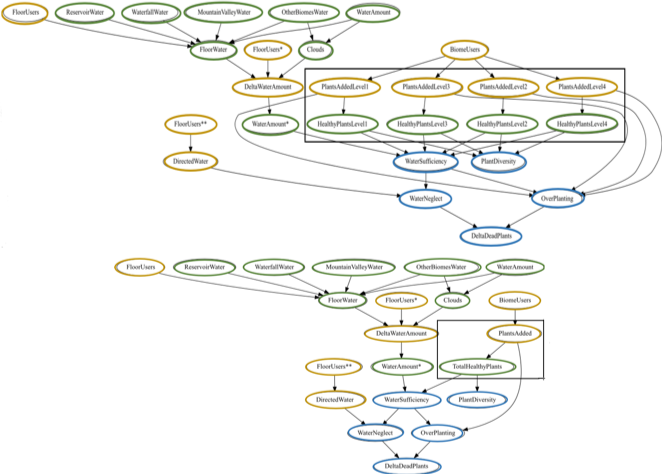 FloorUsers ReservoirWater WaterfallWater MountainValleyWater OtherBiomesWater WaterAmount
FloorWater FloorUsers* Clouds BiomeUsers
DeltaWaterAmount PlantsAddedLevel1 PlantsAddedLevel3 PlantsAddedLevel2 PlantsAddedLevel4
FloorUsers** WaterAmount* HealthyPlantsLevel1 HealthyPlantsLevel3 HealthyPlantsLevel2 HealthyPlantsLevel4
DirectedWater WaterSufficiency PlantDiversity
WaterNeglect OverPlanting
DeltaDeadPlants
FloorUsers ReservoirWater WaterfallWater MountainValleyWater OtherBiomesWater WaterAmount
FloorWater FloorUsers* Clouds BiomeUsers
DeltaWaterAmount PlantsAdded
FloorUsers** WaterAmount* TotalHealthyPlants
DirectedWater WaterSufficiency PlantDiversity
WaterNeglect OverPlanting
DeltaDeadPlants